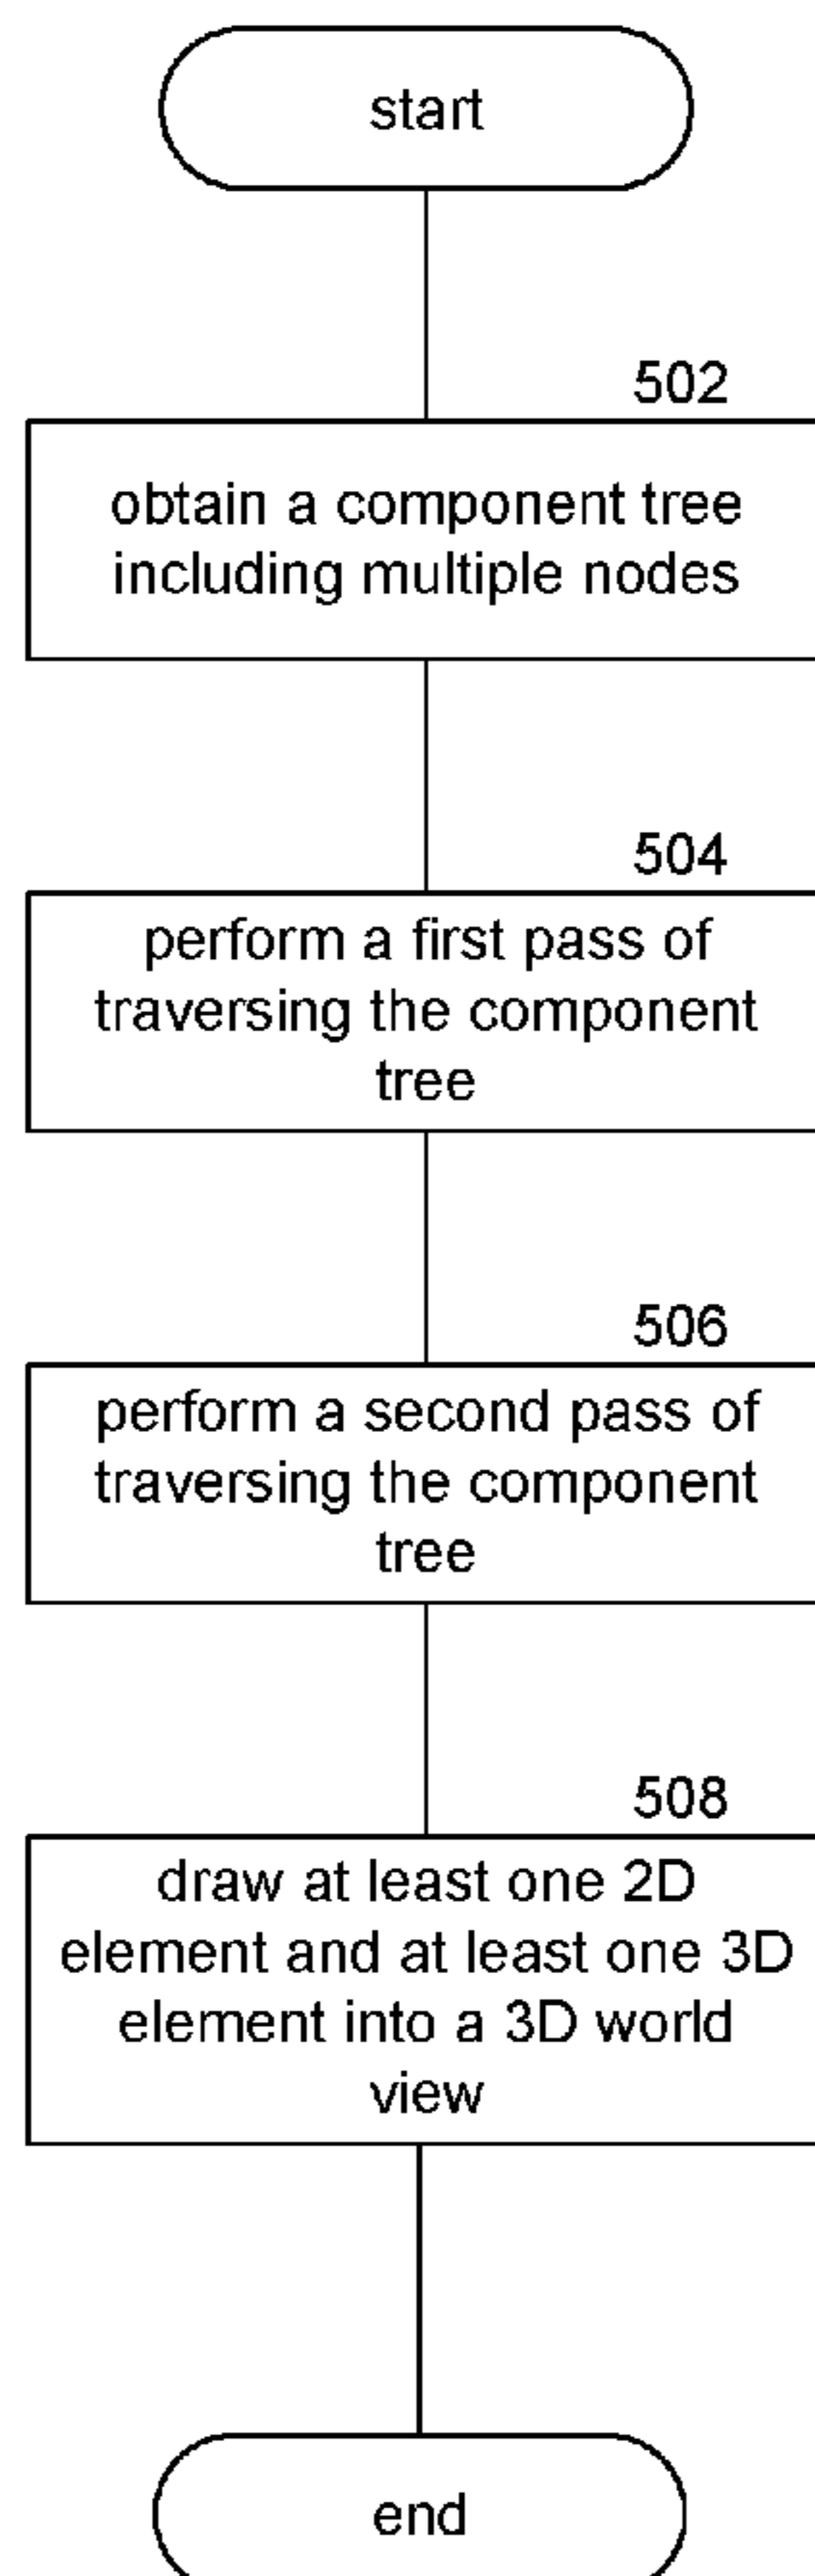 start
502
obtain a component tree
including multiple nodes
504
perform a first pass of
traversing the component
tree
506
perform a second pass of
traversing the component
tree
508
draw at least one 2D
element and at least one 3D
element into a 3D world
view
end